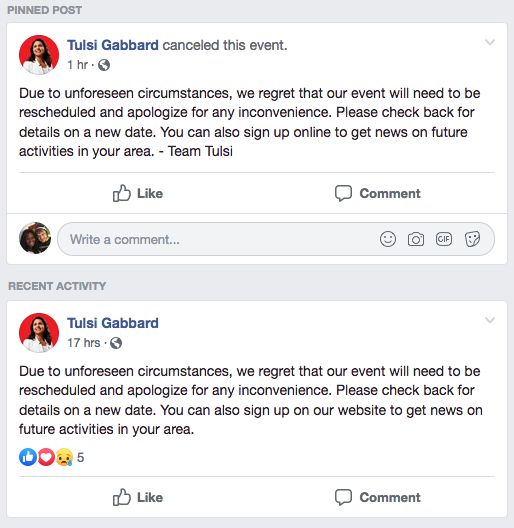 PINNED POST
Tulsi Gabbard canceled this event.
1 hr ·
Due to unforeseen circumstances, we regret that our event will need to be
rescheduled and apologize for any inconvenience. Please check back for
details on a new date. You can also sign up online to get news on future
activities in your area. - Team Tulsi
Like Comment
Write a comment...
GIF
RECENT ACTIVITY
Tulsi Gabbard
17 hrs ·
Due to unforeseen circumstances, we regret that our event will need to be
rescheduled and apologize for any inconvenience. Please check back for
details on a new date. You can also sign up on our website to get news on
future activities in your area.
5
Like Comment